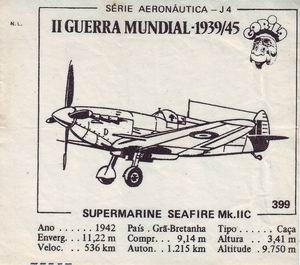 N.L.
SÉRIE AERONÁUTICA - J4
II GUERRA MUNDIAL-1939/45
D
399
SUPERMARINE SEAFIRE Mk.IIC
Ano ...... 1942 País . Grã-Bretanha Tipo ...... Caça
Enverg. .. 11,22 m Compr. .. 9,14 m Altura .. 3,41 m
Veloc. .. 536 km Auton. 1.215 km Altitude . 9.750 m